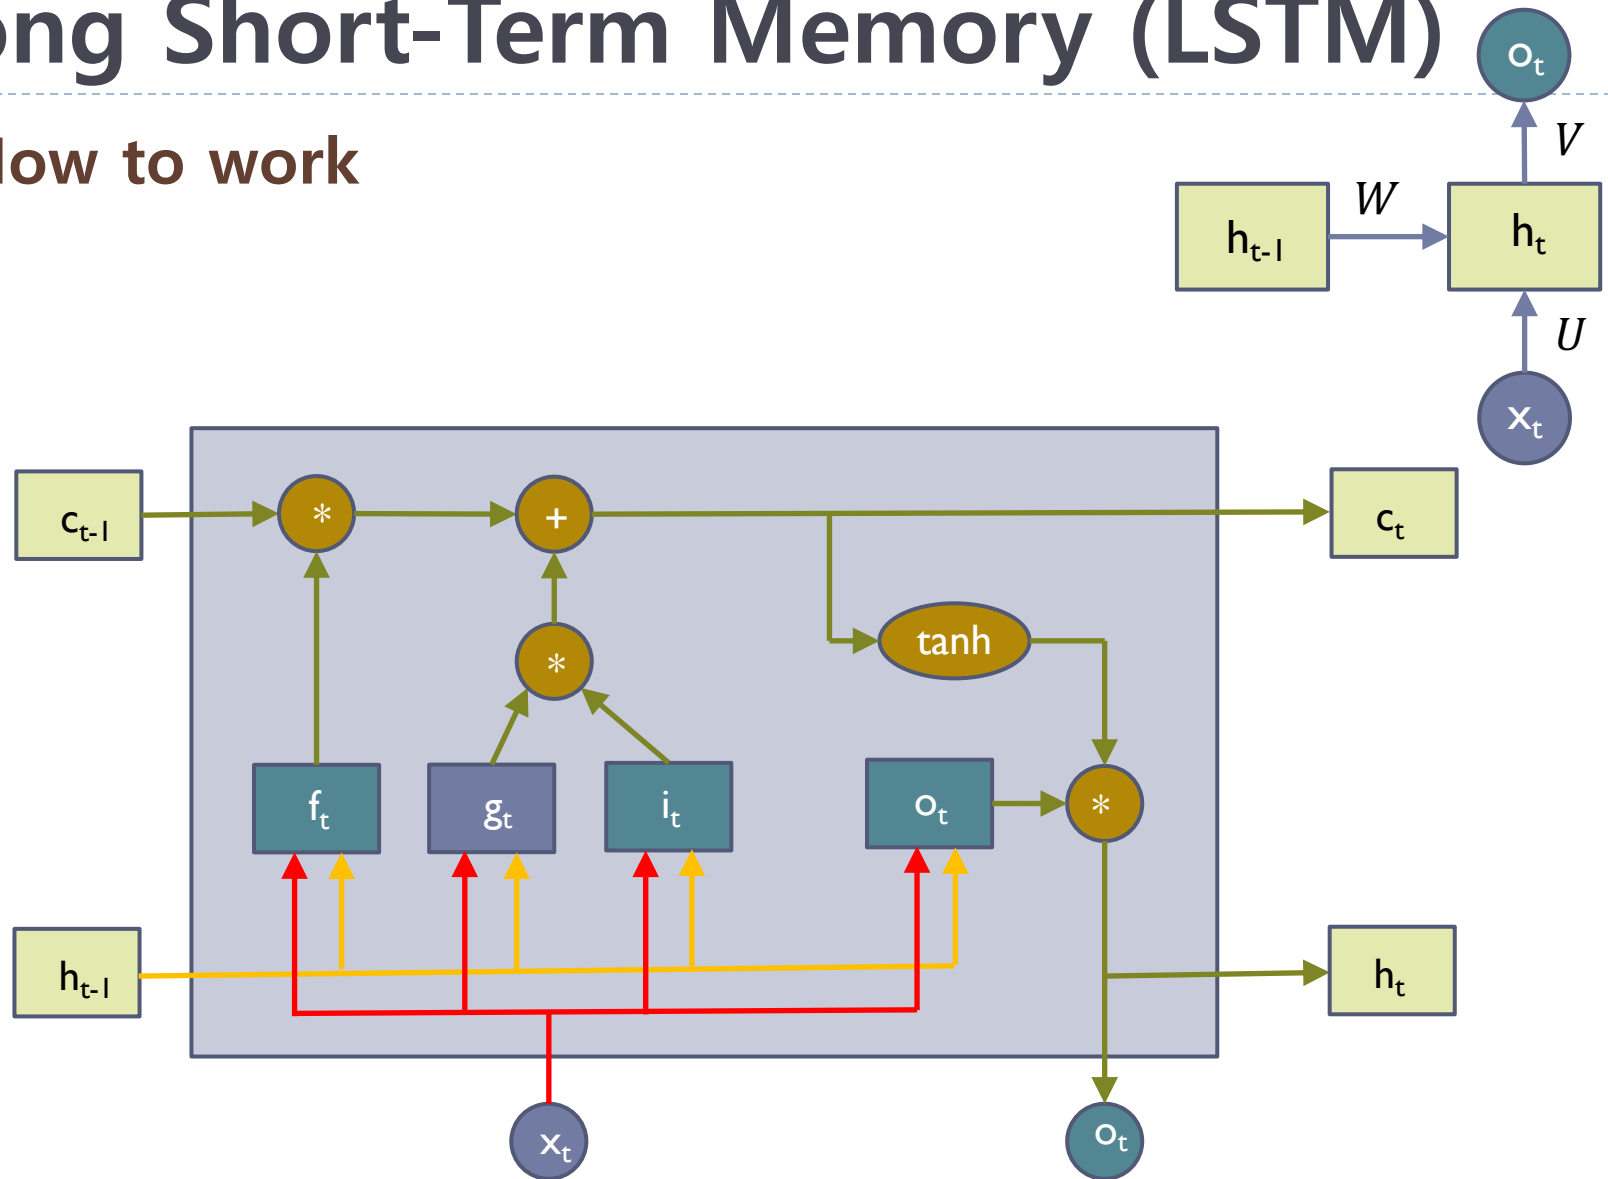 ong Short-Term Memory (LSTM)
ow to work
oₜ
V
hₜ₋₁
W
hₜ
U
xₜ
cₜ₋₁
*
+
cₜ
*
tanh
fₜ
gₜ
iₜ
oₜ
*
hₜ₋₁
hₜ
xₜ
oₜ